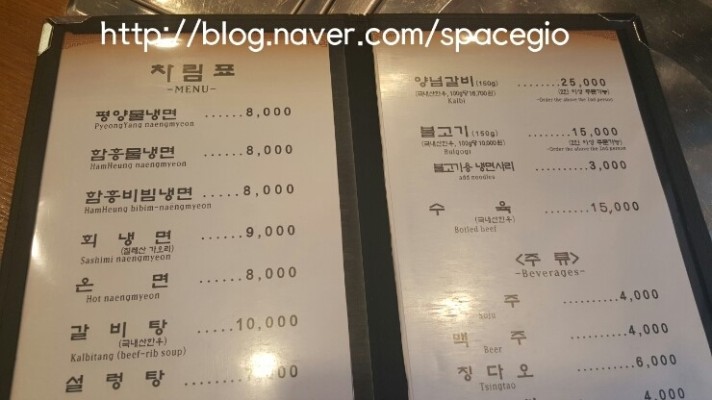 http://blog.naver.com/spacegio
차림표
-MENU-
평양물냉면 ......8,000
PyeongYang naengmyeon
함흥물냉면 ......8,000
HamHeung naengmyeon
함흥비빔냉면 ......8,000
HamHeung bibim-naengmyeon
회냉면 ......9,000
(칠레산 가오리)
Sashimi naengmyeon
온면 ......8,000
Hot naengmyeon
갈비탕 .....10,000
(국내산한우)
Kalbitang (beef-rib soup)
설렁탕
양념갈비(150g) ........25,000
(국내산한우, 100g당 16,700원) (2인 이상 주문가능)
Kalbi -Order the above the 2nd person
불고기(150g) ........15,000
(국내산한우, 100g당 10,000원) (2인 이상 주문가능)
Bulgogi -Order the above the 2nd person
불고기용 냉면사리 ........3,000
add noodles
수육 ........15,000
(국내산한우)
Boiled beef
<주류>
-Beverages-
주 .........4,000
맥주 .........4,000
Beer
칭다오 .........6,000
Tsingtao
4,000